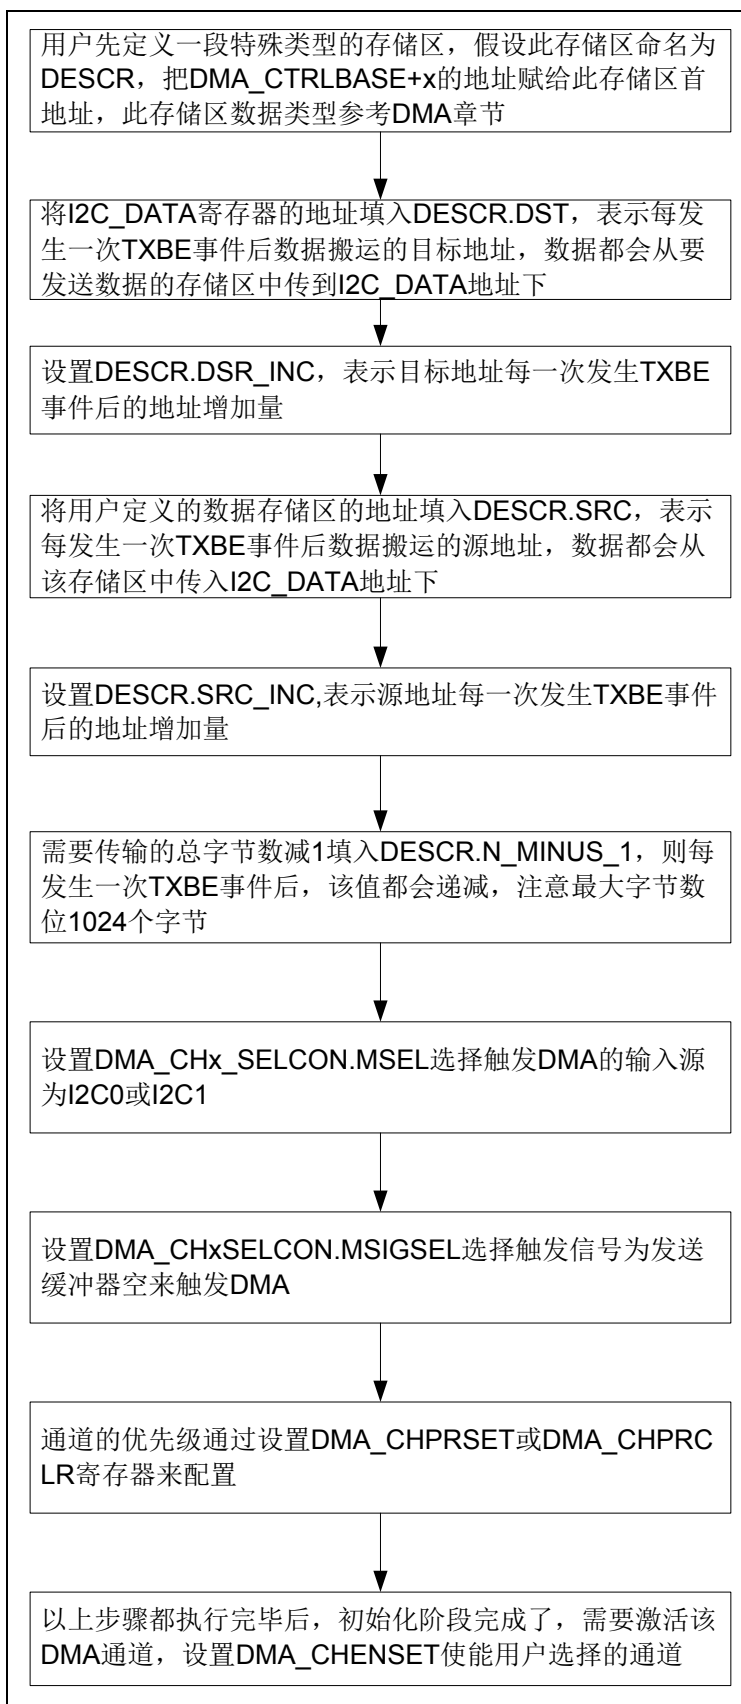 用户先定义一段特殊类型的存储区，假设此存储区命名为
DESCR，把DMA_CTRLBASE+x的地址赋给此存储区首
地址，此存储区数据类型参考DMA章节
将I2C_DATA寄存器的地址填入DESCR.DST，表示每发
生一次TXBE事件后数据搬运的目标地址，数据都会从要
发送数据的存储区中传到I2C_DATA地址下
设置DESCR.DSR_INC，表示目标地址每一次发生TXBE
事件后的地址增加量
将用户定义的数据存储区的地址填入DESCR.SRC，表示
每发生一次TXBE事件后数据搬运的源地址，数据都会从
该存储区中传入I2C_DATA地址下
设置DESCR.SRC_INC,表示源地址每一次发生TXBE事件
后的地址增加量
需要传输的总字节数减1填入DESCR.N_MINUS_1，则每
发生一次TXBE事件后，该值都会递减，注意最大字节数
位1024个字节
设置DMA_CHx_SELCON.MSEL选择触发DMA的输入源
为I2C0或I2C1
设置DMA_CHxSELCON.MSIGSEL选择触发信号为发送
缓冲器空来触发DMA
通道的优先级通过设置DMA_CHPRSET或DMA_CHPRC
LR寄存器来配置
以上步骤都执行完毕后，初始化阶段完成了，需要激活该
DMA通道，设置DMA_CHENSET使能用户选择的通道